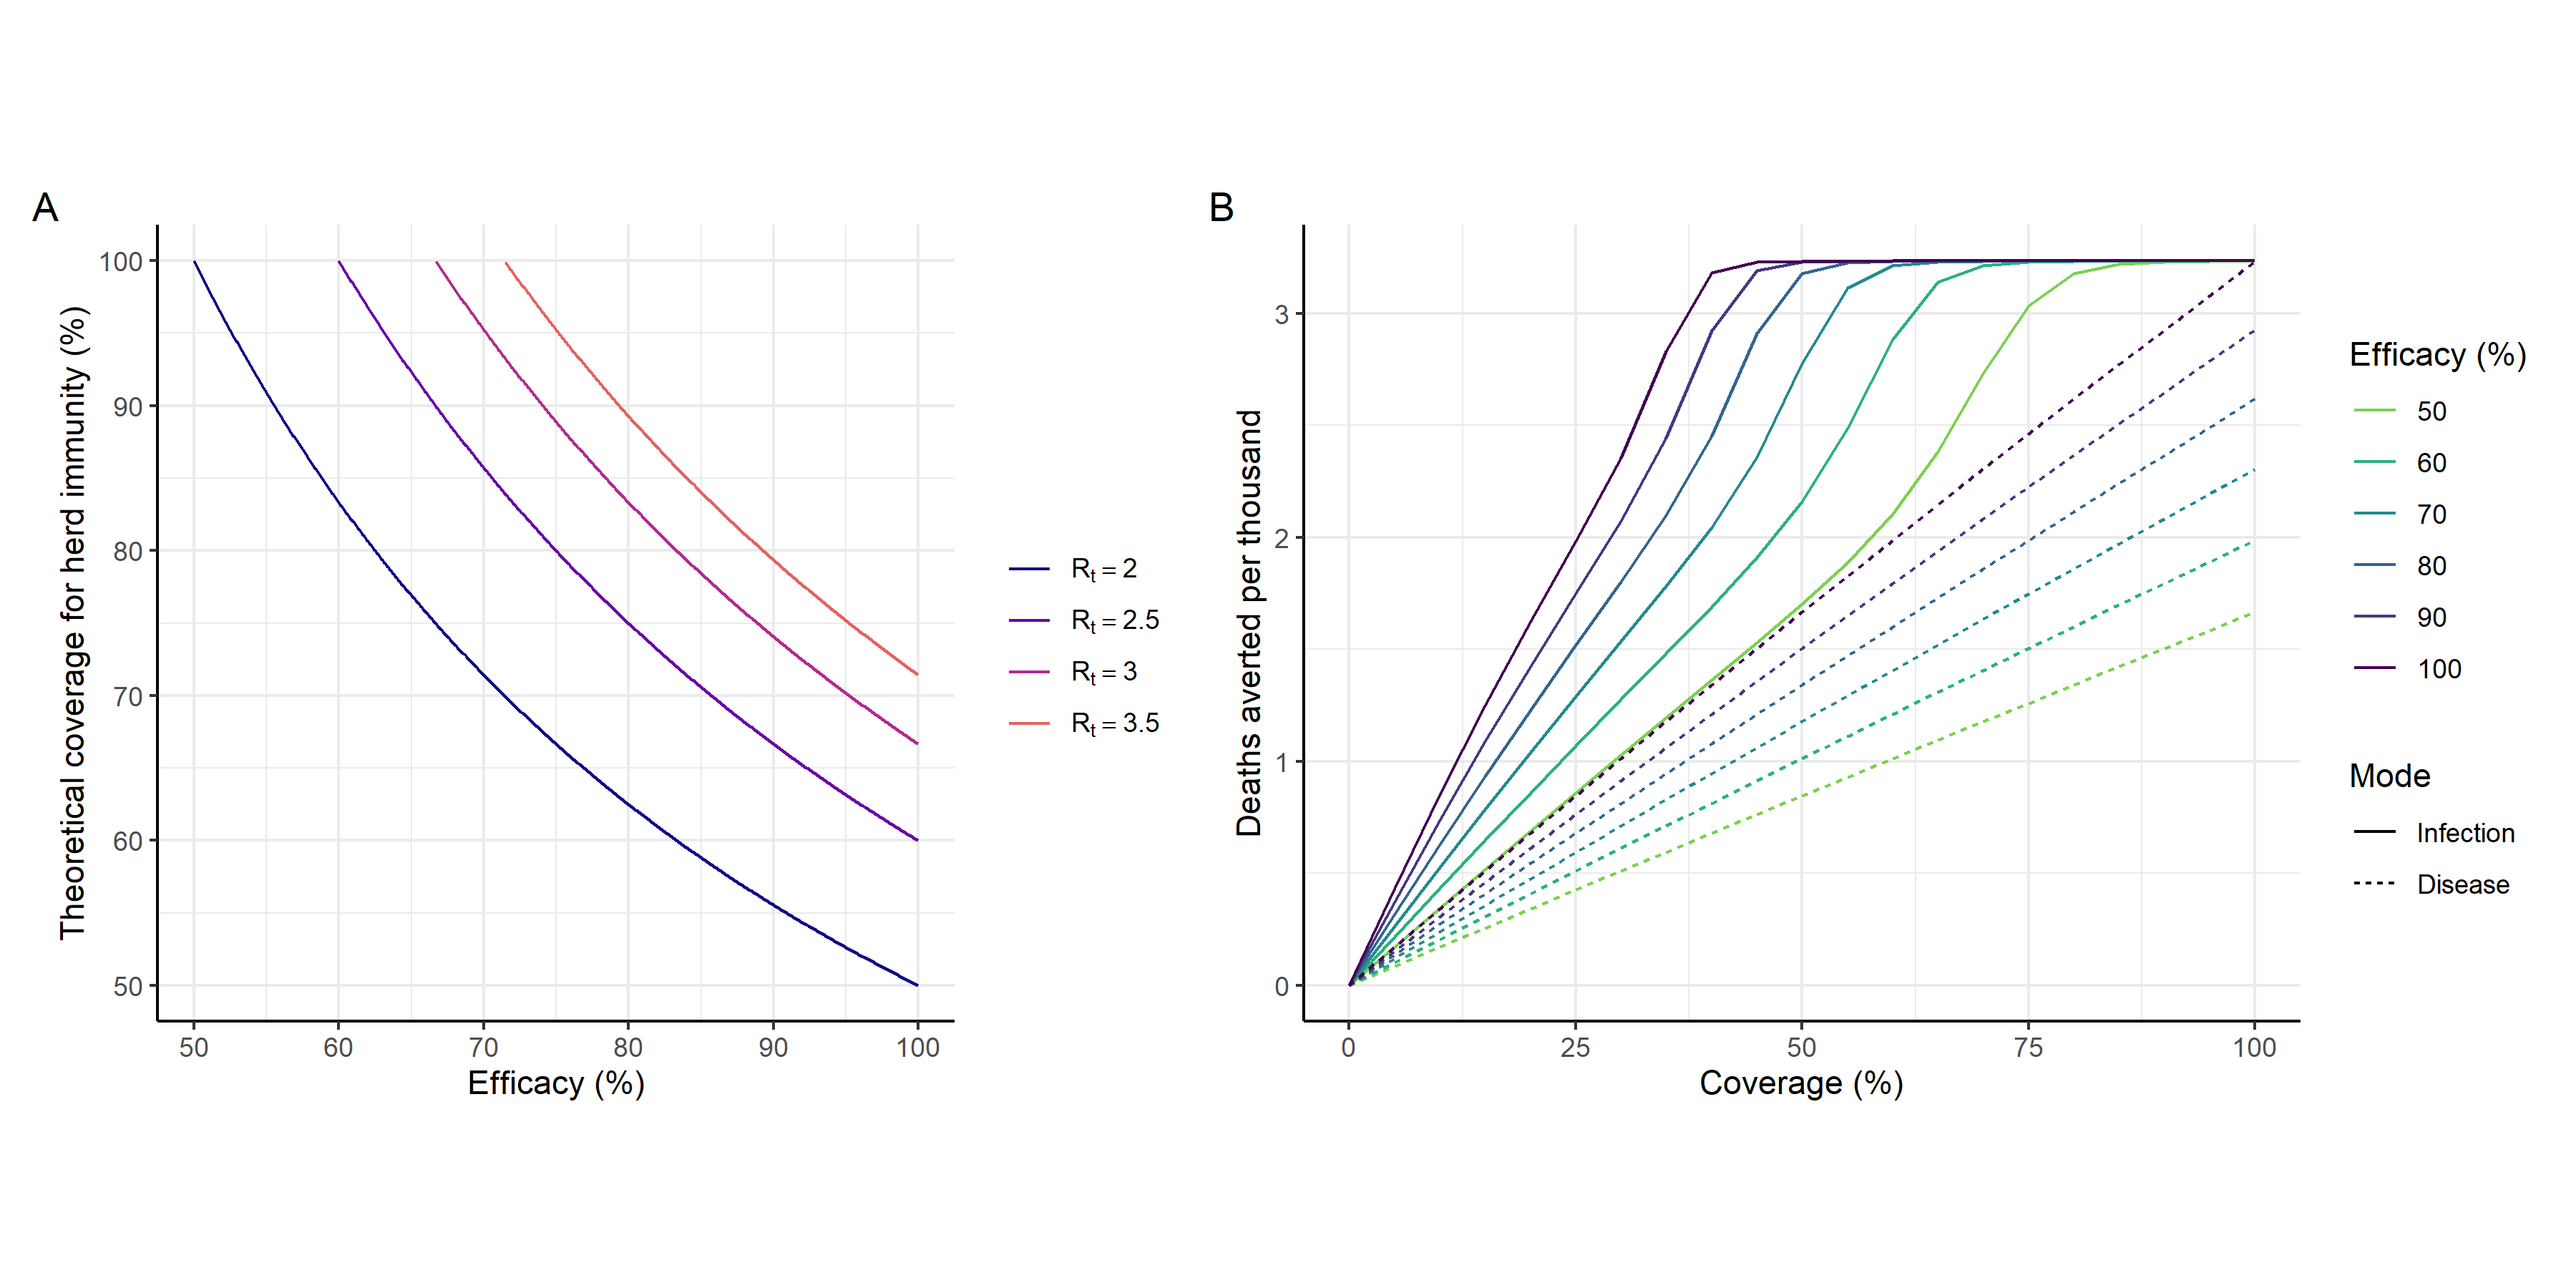 A
Theoretical coverage for herd immunity (%)
100
90
80
70
60
50
50 60 70 80 90 100
Efficacy (%)
Rt = 2
Rt = 2.5
Rt = 3
Rt = 3.5
B
Deaths averted per thousand
3
2
1
0
0 25 50 75 100
Coverage (%)
Efficacy (%)
50
60
70
80
90
100
Mode
Infection
Disease